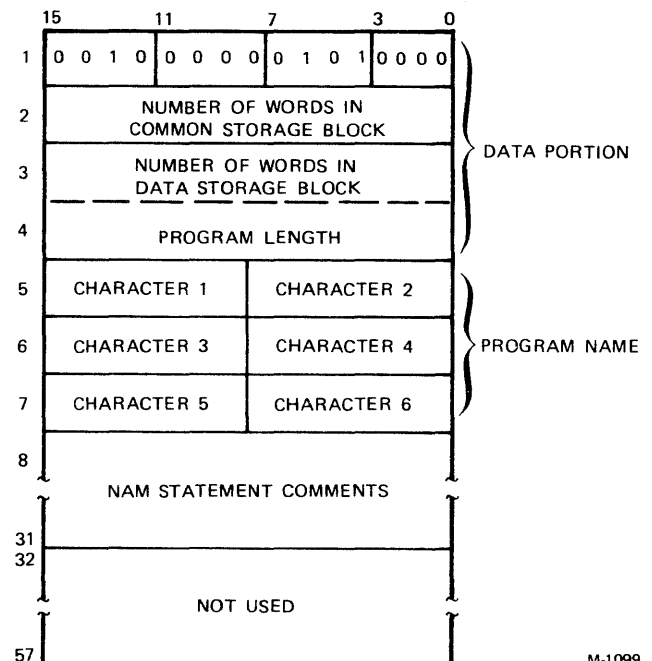 15 11 7 3 0
1 0 0 1 0 0 0 0 0 0 1 0 1 0 0 0 0
2 NUMBER OF WORDS IN
COMMON STORAGE BLOCK
3 NUMBER OF WORDS IN
DATA STORAGE BLOCK
DATA PORTION
4 PROGRAM LENGTH
5 CHARACTER 1 CHARACTER 2
6 CHARACTER 3 CHARACTER 4
PROGRAM NAME
7 CHARACTER 5 CHARACTER 6
8
NAM STATEMENT COMMENTS
31
32
NOT USED
57
M-1099